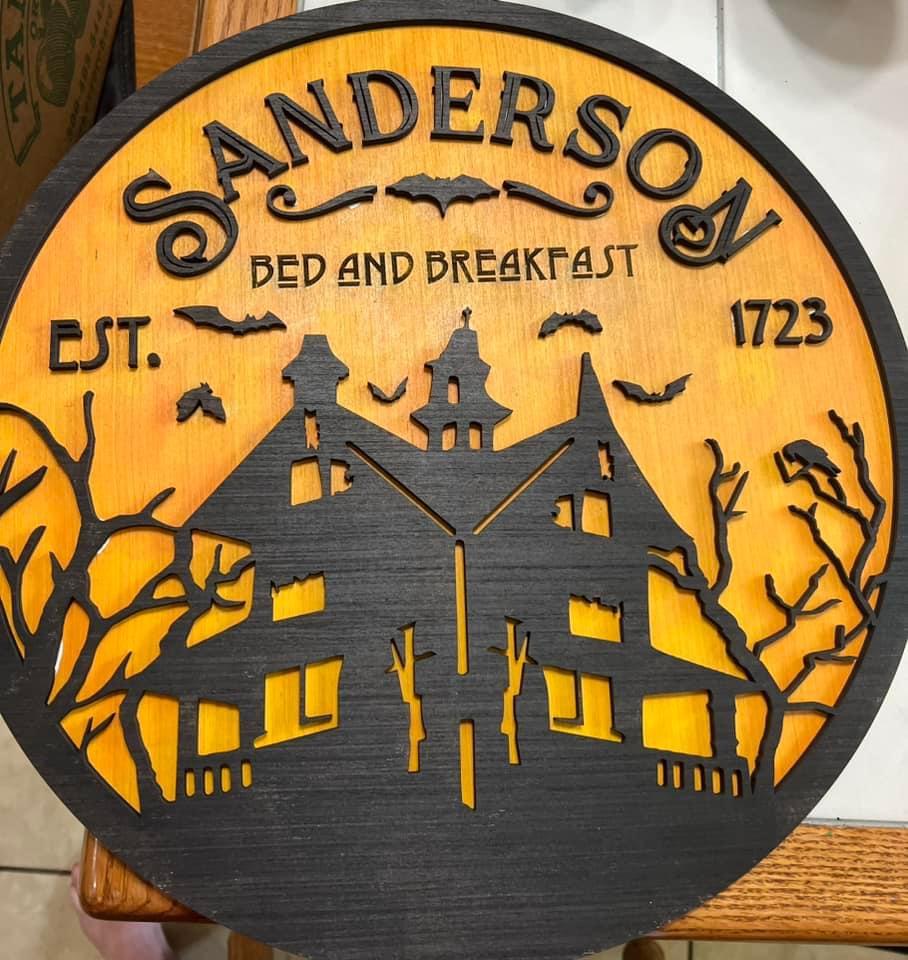 SANDERSON
BED AND BREAKFAST
EST. 1723